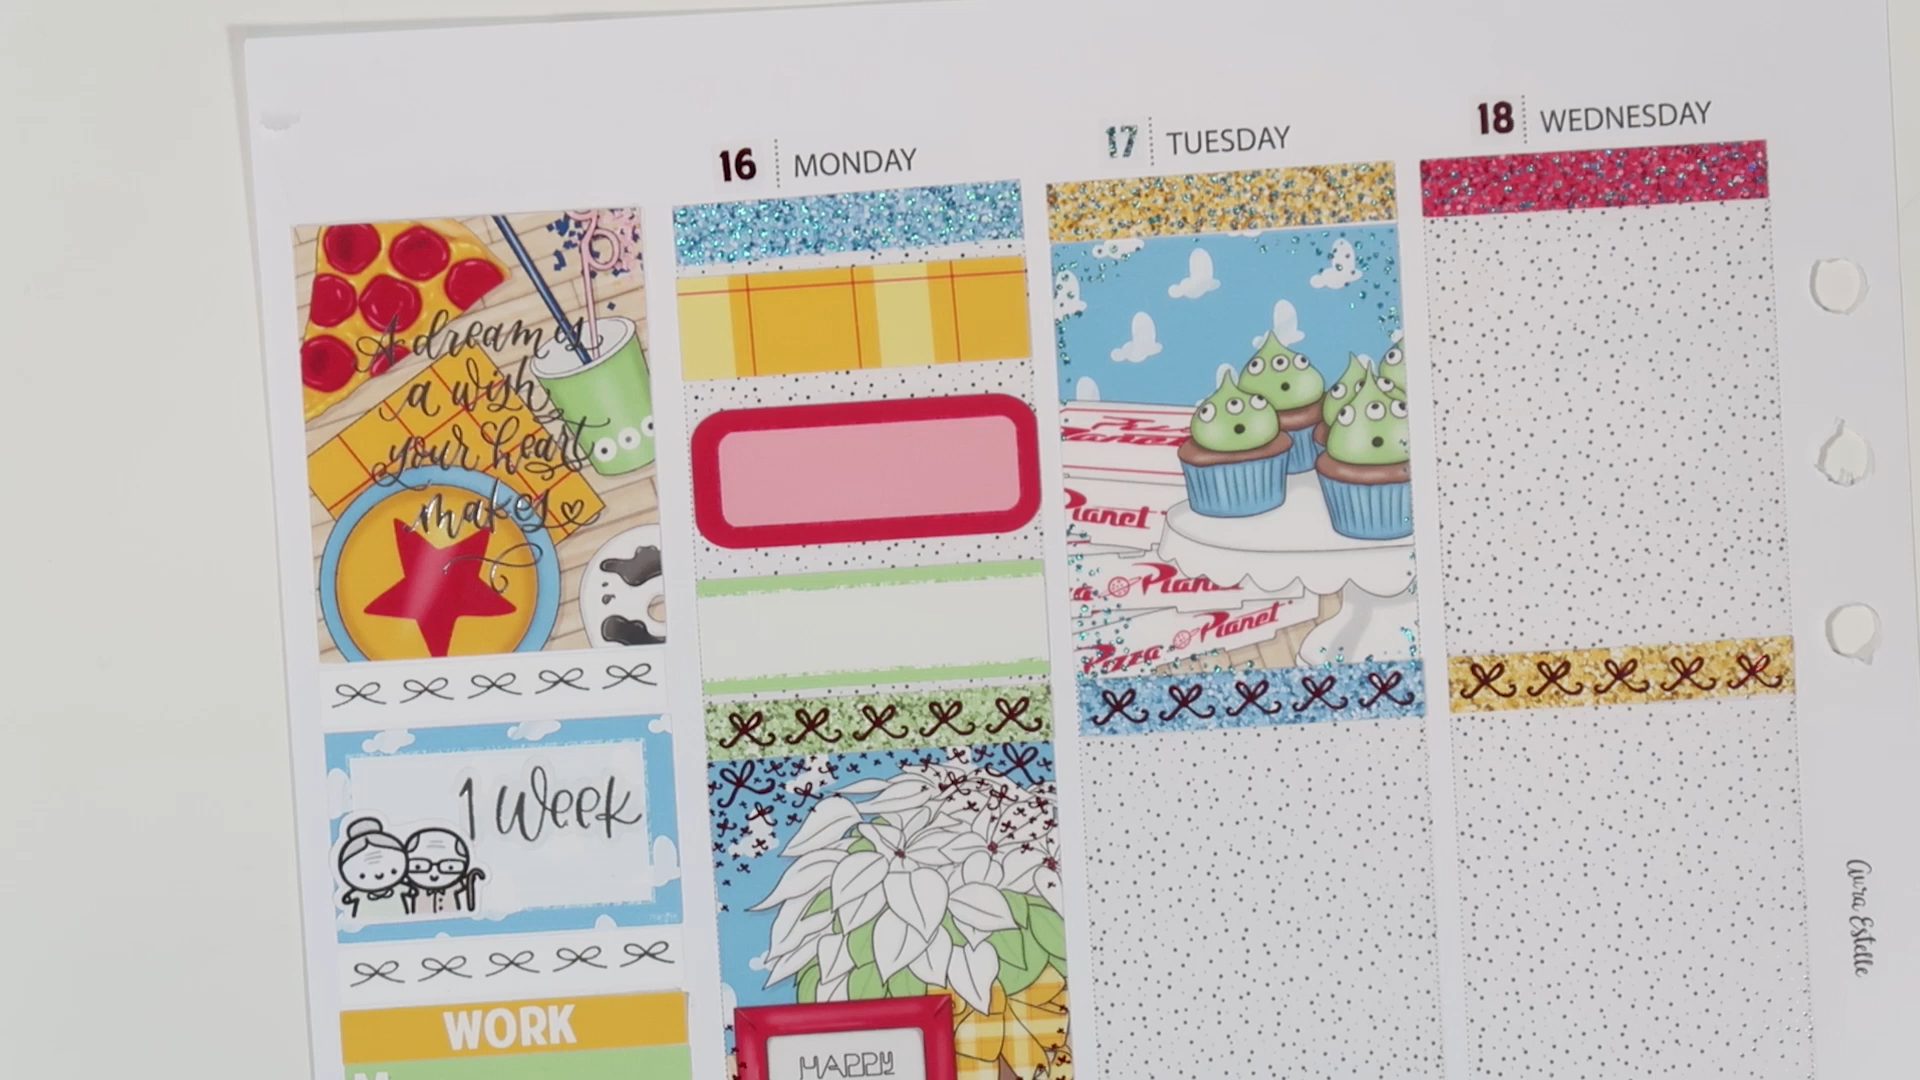 16 MONDAY
17 TUESDAY
18 WEDNESDAY
A dream is
a wish
your heart
makes
Planet
Planet
Pizza Planet
1 Week
WORK
HAPPY
Aura Estelle